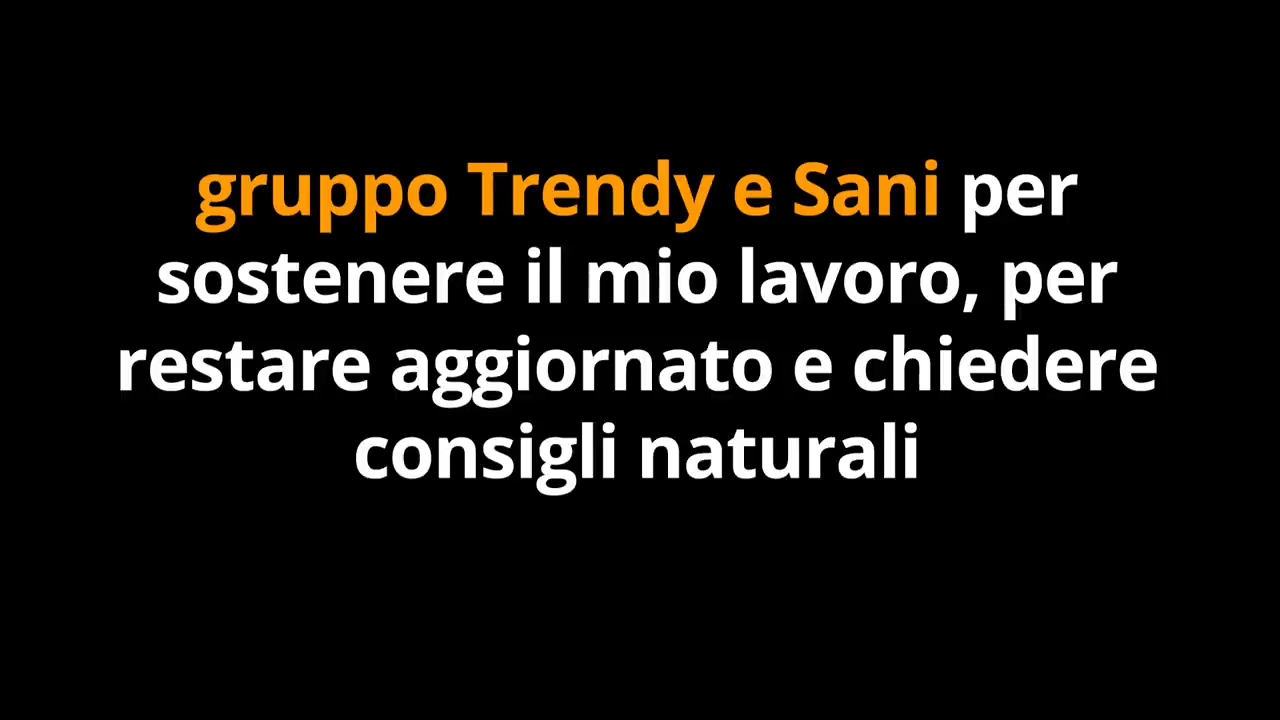 gruppo Trendy e Sani per
sostenere il mio lavoro, per
restare aggiornato e chiedere
consigli naturali